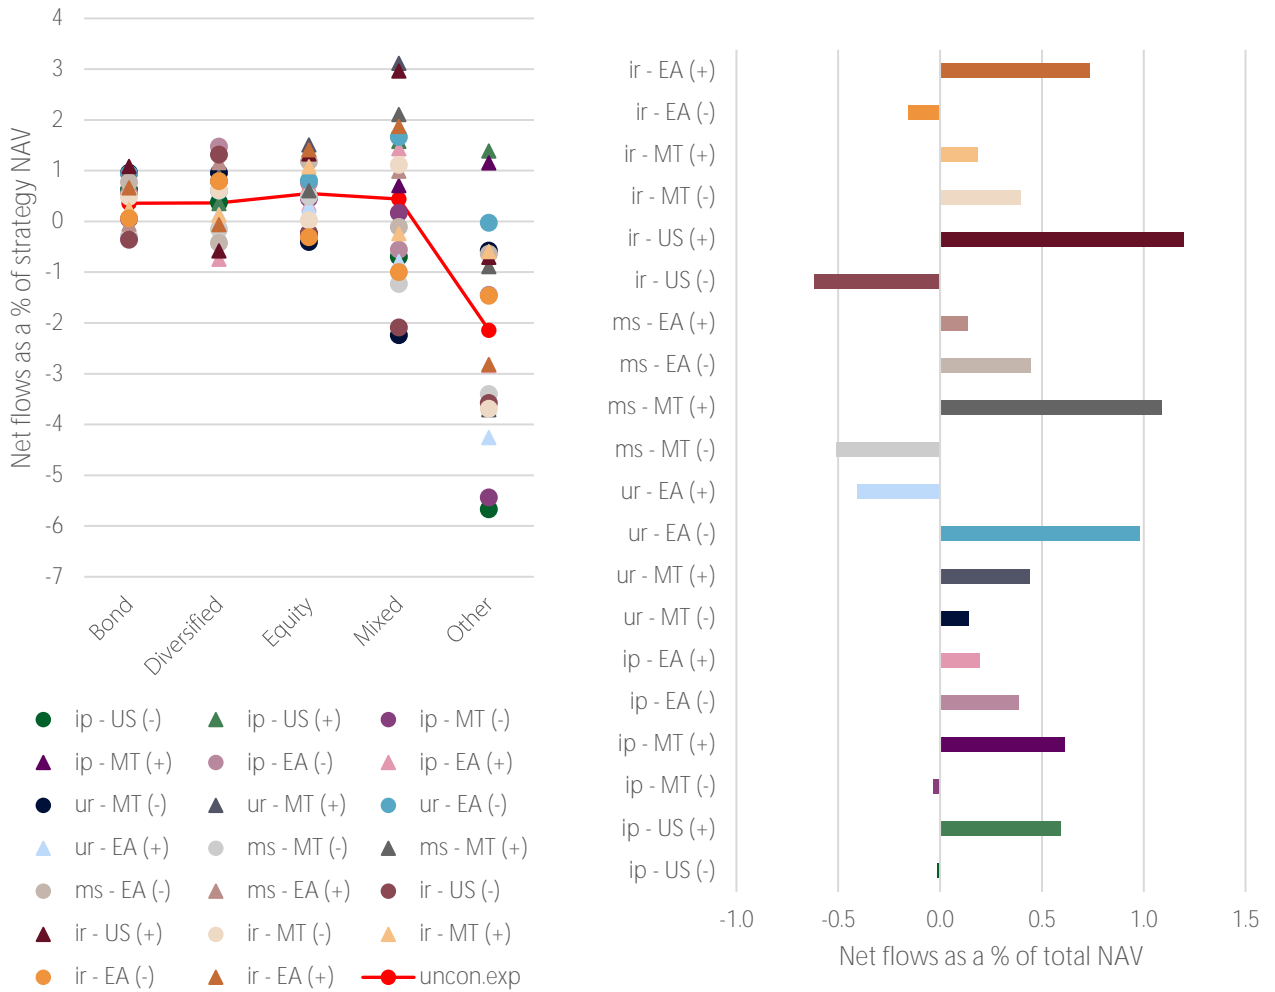 Net flows as a % of strategy NAV
4
3
2
1
0
-1
-2
-3
-4
-5
-6
-7
Bond
Diversified
Equity
Mixed
Other
ip - US (-)
ip - US (+)
ip - MT (-)
ip - MT (+)
ip - EA (-)
ip - EA (+)
ur - MT (-)
ur - MT (+)
ur - EA (-)
ur - EA (+)
ms - MT (-)
ms - MT (+)
ms - EA (-)
ms - EA (+)
ir - US (-)
ir - US (+)
ir - MT (-)
ir - MT (+)
ir - EA (-)
ir - EA (+)
uncon.exp
ir - EA (+)
ir - EA (-)
ir - MT (+)
ir - MT (-)
ir - US (+)
ir - US (-)
ms - EA (+)
ms - EA (-)
ms - MT (+)
ms - MT (-)
ur - EA (+)
ur - EA (-)
ur - MT (+)
ur - MT (-)
ip - EA (+)
ip - EA (-)
ip - MT (+)
ip - MT (-)
ip - US (+)
ip - US (-)
-1.0
-0.5
0.0
0.5
1.0
1.5
Net flows as a % of total NAV